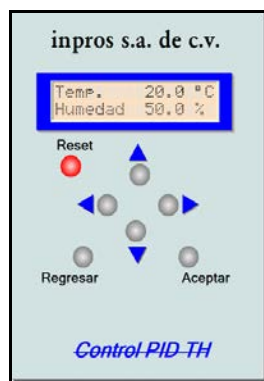 inpros s.a. de c.v.
Temp. 20.0 °C
Humedad 50.0 %
Reset
Regresar Aceptar
Control PID TH